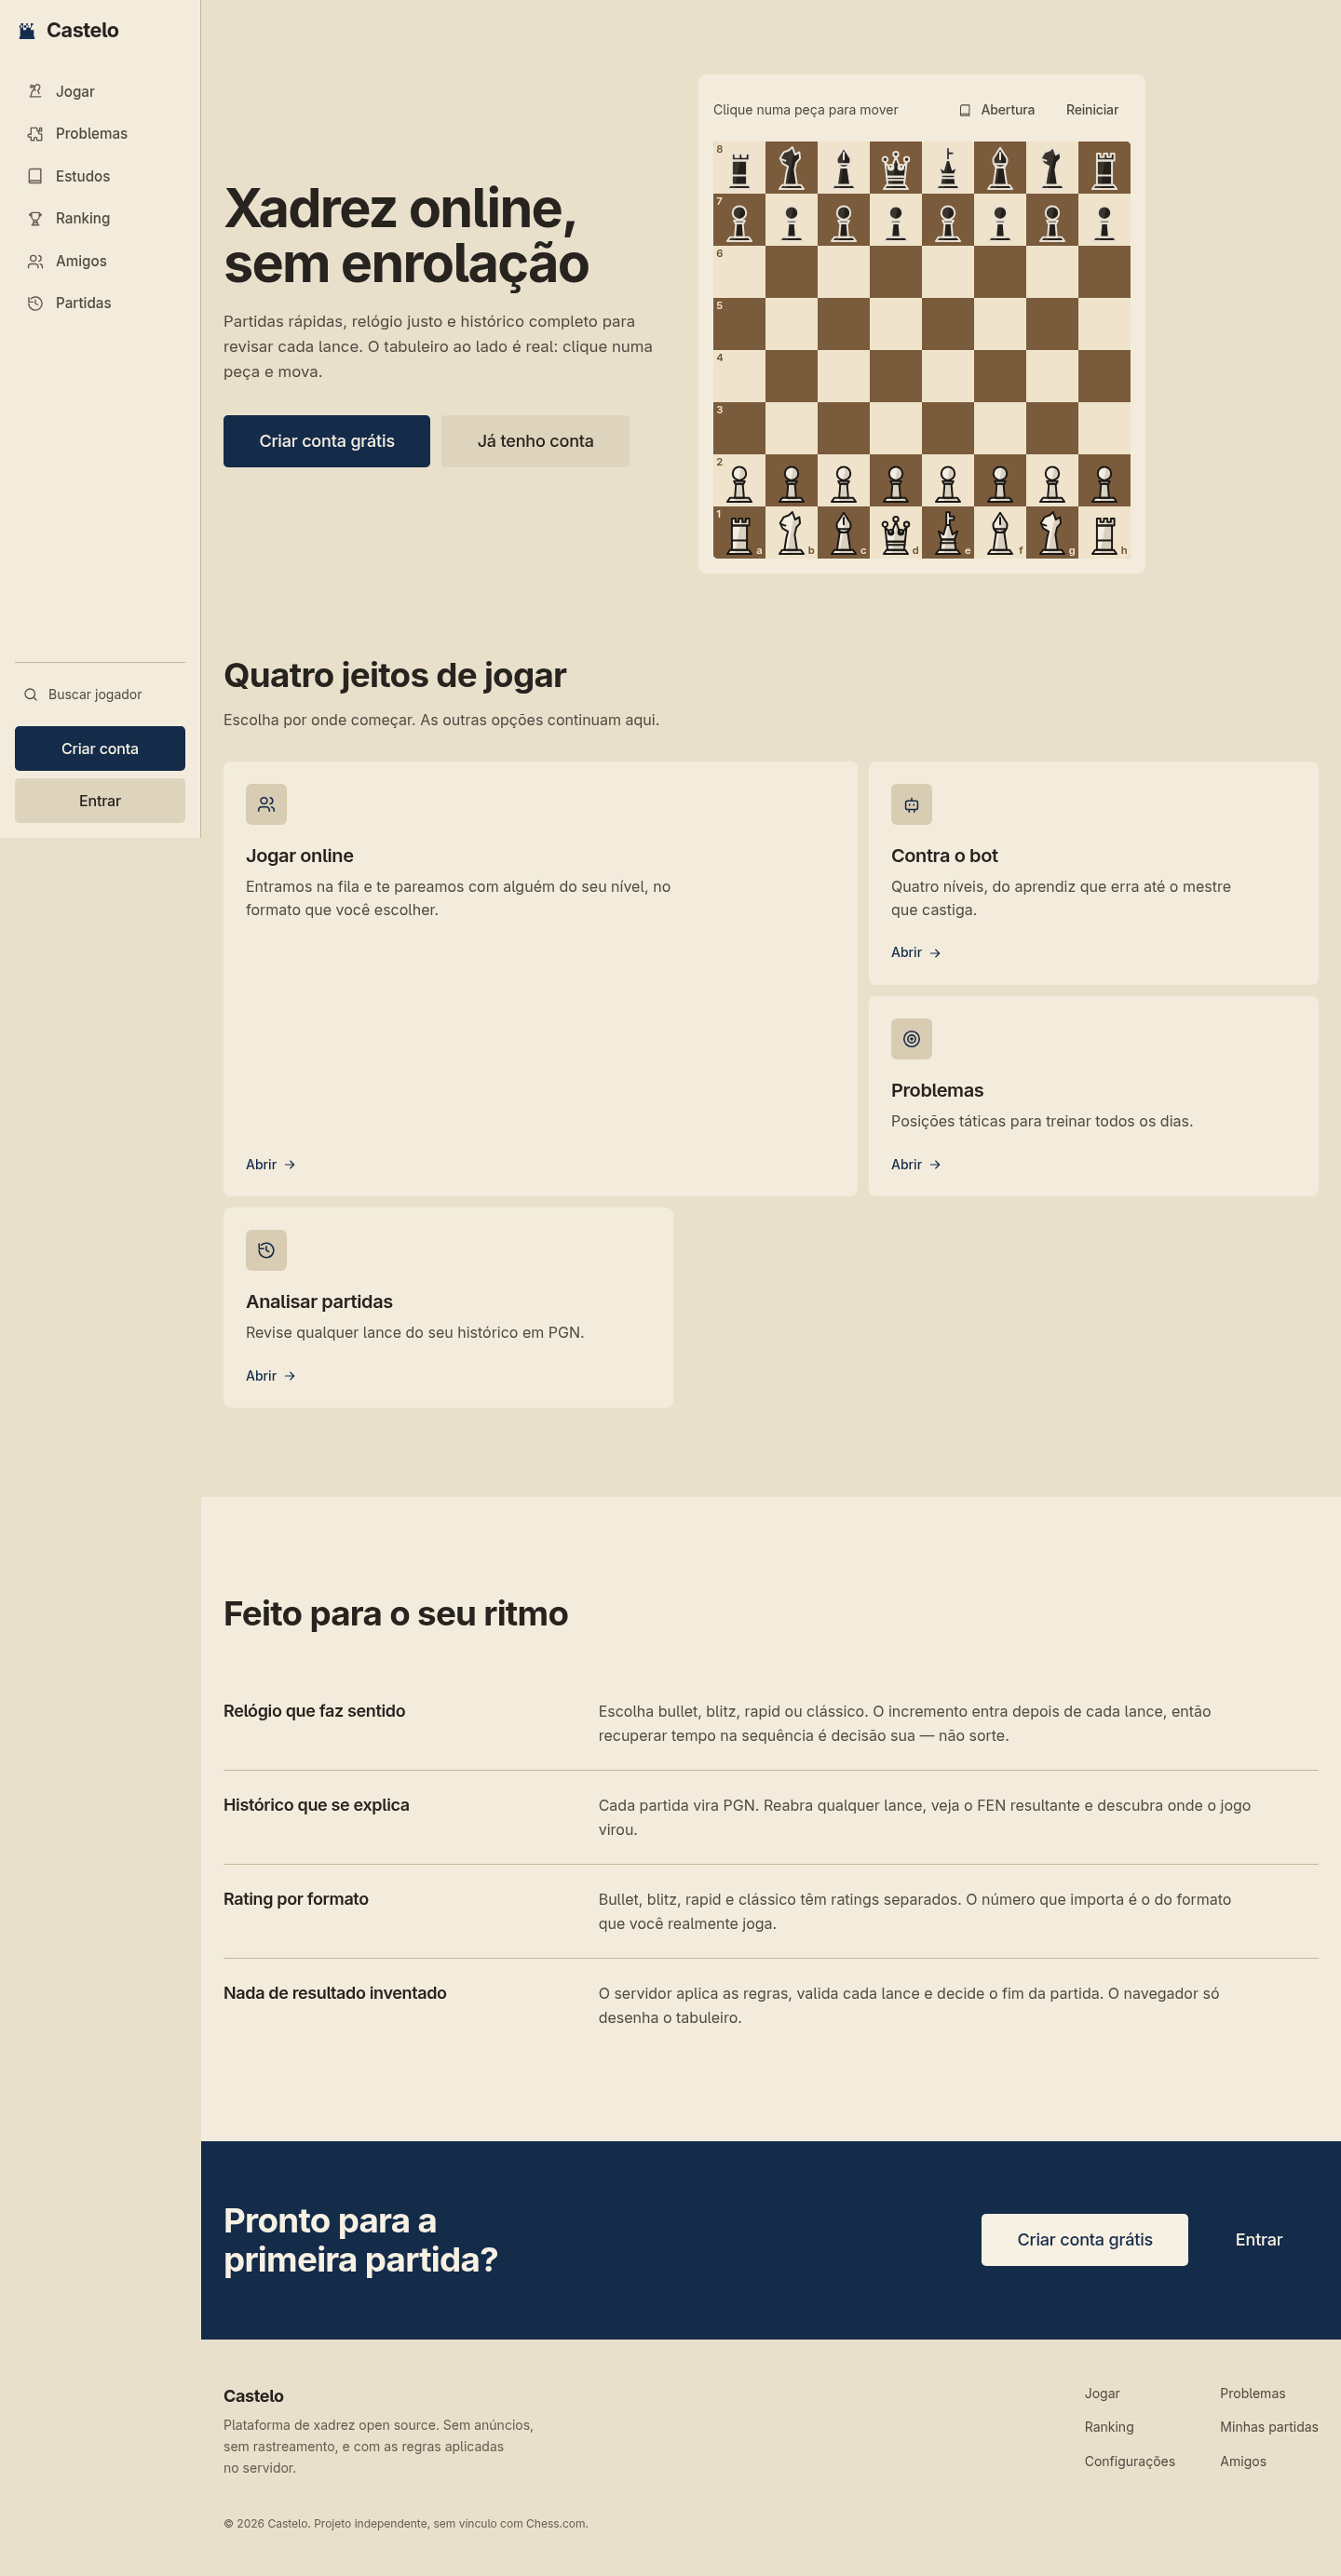 Castelo
Jogar
Problemas
Estudos
Ranking
Amigos
Partidas
Buscar jogador
Criar conta
Entrar
Xadrez online,
sem enrolação
Partidas rápidas, relógio justo e histórico completo para
revisar cada lance. O tabuleiro ao lado é real: clique numa
peça e mova.
Criar conta grátis
Já tenho conta
Clique numa peça para mover
Abertura
Reiniciar
8
7
6
5
4
3
2
1
a b c d e f g h
Quatro jeitos de jogar
Escolha por onde começar. As outras opções continuam aqui.
Jogar online
Entramos na fila e te pareamos com alguém do seu nível, no
formato que você escolher.
Abrir →
Contra o bot
Quatro níveis, do aprendiz que erra até o mestre
que castiga.
Abrir →
Problemas
Posições táticas para treinar todos os dias.
Abrir →
Analisar partidas
Revise qualquer lance do seu histórico em PGN.
Abrir →
Feito para o seu ritmo
Relógio que faz sentido
Escolha bullet, blitz, rapid ou clássico. O incremento entra depois de cada lance, então
recuperar tempo na sequência é decisão sua — não sorte.
Histórico que se explica
Cada partida vira PGN. Reabra qualquer lance, veja o FEN resultante e descubra onde o jogo
virou.
Rating por formato
Bullet, blitz, rapid e clássico têm ratings separados. O número que importa é o do formato
que você realmente joga.
Nada de resultado inventado
O servidor aplica as regras, valida cada lance e decide o fim da partida. O navegador só
desenha o tabuleiro.
Pronto para a
primeira partida?
Criar conta grátis
Entrar
Castelo
Plataforma de xadrez open source. Sem anúncios,
sem rastreamento, e com as regras aplicadas
no servidor.
Jogar
Problemas
Ranking
Minhas partidas
Configurações
Amigos
© 2026 Castelo. Projeto independente, sem vínculo com Chess.com.